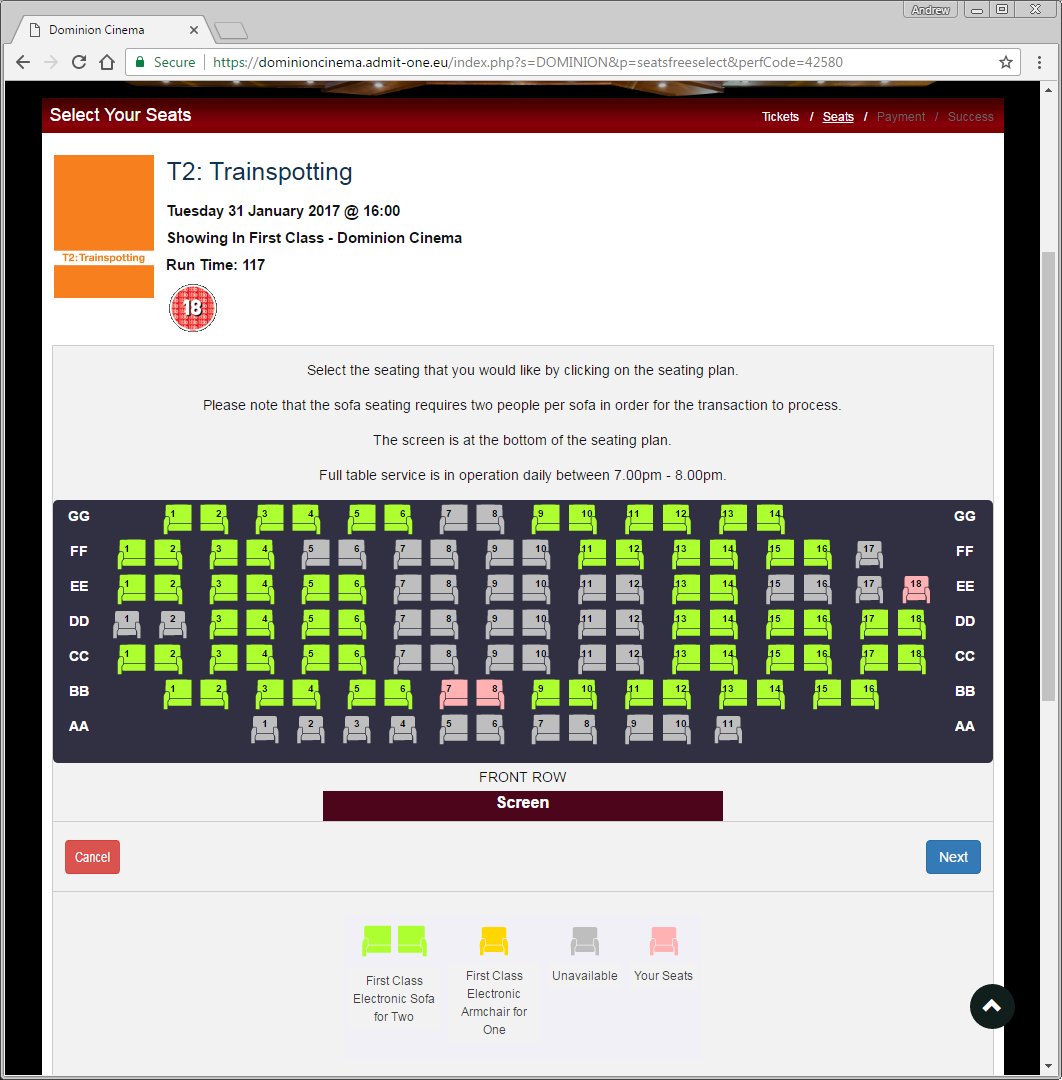 Andrew
Dominion Cinema
Secure
https://dominioncinema.admit-one.eu/index.php?s=DOMINION&p=seatsfreeselect&perfCode=42580
Select Your Seats
Tickets / Seats / Payment / Success
T2: Trainspotting
Tuesday 31 January 2017 @ 16:00
Showing In First Class - Dominion Cinema
T2:Trainspotting
Run Time: 117
18
Select the seating that you would like by clicking on the seating plan.
Please note that the sofa seating requires two people per sofa in order for the transaction to process.
The screen is at the bottom of the seating plan.
Full table service is in operation daily between 7.00pm - 8.00pm.
GG 1 2 3 4 5 6 7 8 9 10 11 12 13 14 GG
FF 1 2 3 4 5 6 7 8 9 10 11 12 13 14 15 16 17 FF
EE 1 2 3 4 5 6 7 8 9 10 11 12 13 14 15 16 17 18 EE
DD 1 2 3 4 5 6 7 8 9 10 11 12 13 14 15 16 17 18 DD
CC 1 2 3 4 5 6 7 8 9 10 11 12 13 14 15 16 17 18 CC
BB 1 2 3 4 5 6 7 8 9 10 11 12 13 14 15 16 BB
AA 1 2 3 4 5 6 7 8 9 10 11 AA
FRONT ROW
Screen
Cancel
Next
First Class
Electronic Sofa
for Two
First Class
Electronic
Armchair for
One
Unavailable
Your Seats